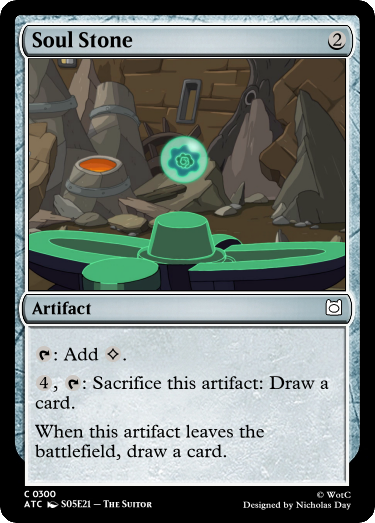 Soul Stone 2
Artifact
: Add .
4, : Sacrifice this artifact: Draw a
card.
When this artifact leaves the
battlefield, draw a card.
C 0300
ATC S05E21 – The Suitor
© WotC
Designed by Nicholas Day